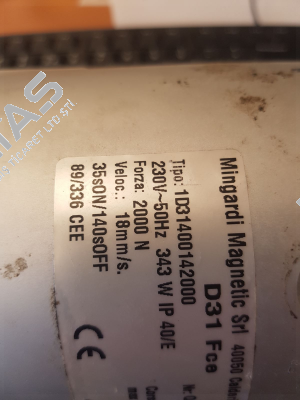 Mingardi Magnetic Srl 40050
D31 Fce
Tipo: 1D31400142000
230V~50Hz 343 W IP 40/E
Forza: 2000 N
Veloc.: 18mm/s.
35sON/140sOFF
89/336 CEE
CE